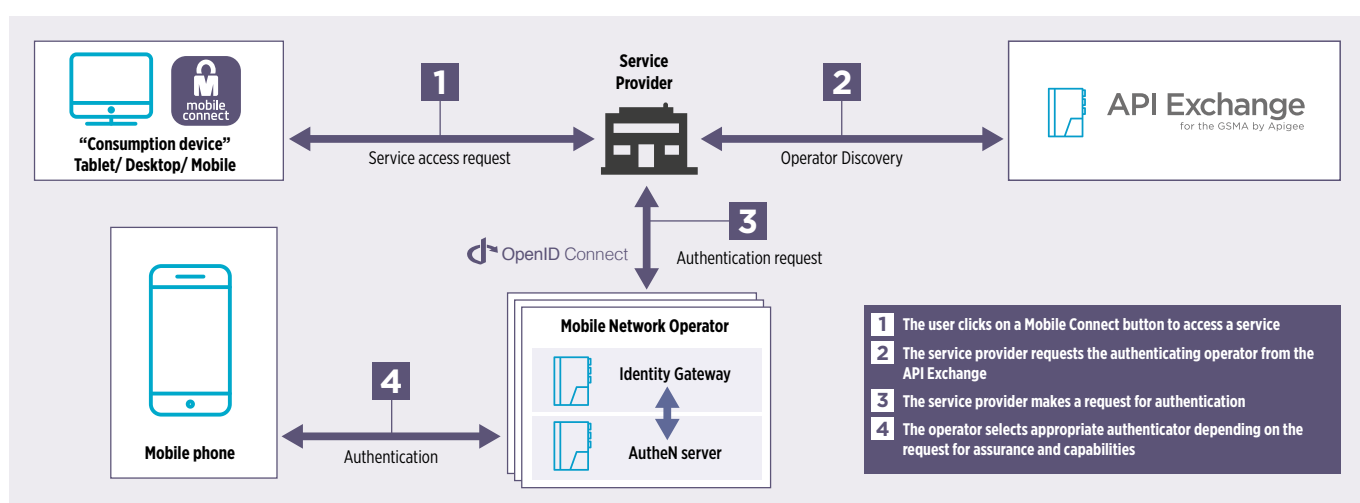 mobile
connect
“Consumption device”
Tablet/ Desktop/ Mobile
1
Service access request
Service
Provider
2
Operator Discovery
API Exchange
for the GSMA by Apigee
3
Authentication request
OpenID Connect
Mobile phone
4
Authentication
Mobile Network Operator
Identity Gateway
AutheN server
1 The user clicks on a Mobile Connect button to access a service
2 The service provider requests the authenticating operator from the
API Exchange
3 The service provider makes a request for authentication
4 The operator selects appropriate authenticator depending on the
request for assurance and capabilities